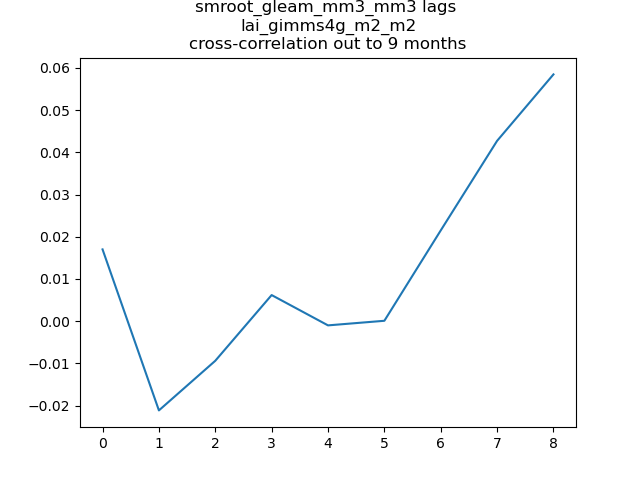 smroot_gleam_mm3_mm3 lags
lai_gimms4g_m2_m2
cross-correlation out to 9 months
0.06
0.05
0.04
0.03
0.02
0.01
0.00
−0.01
−0.02
0 1 2 3 4 5 6 7 8